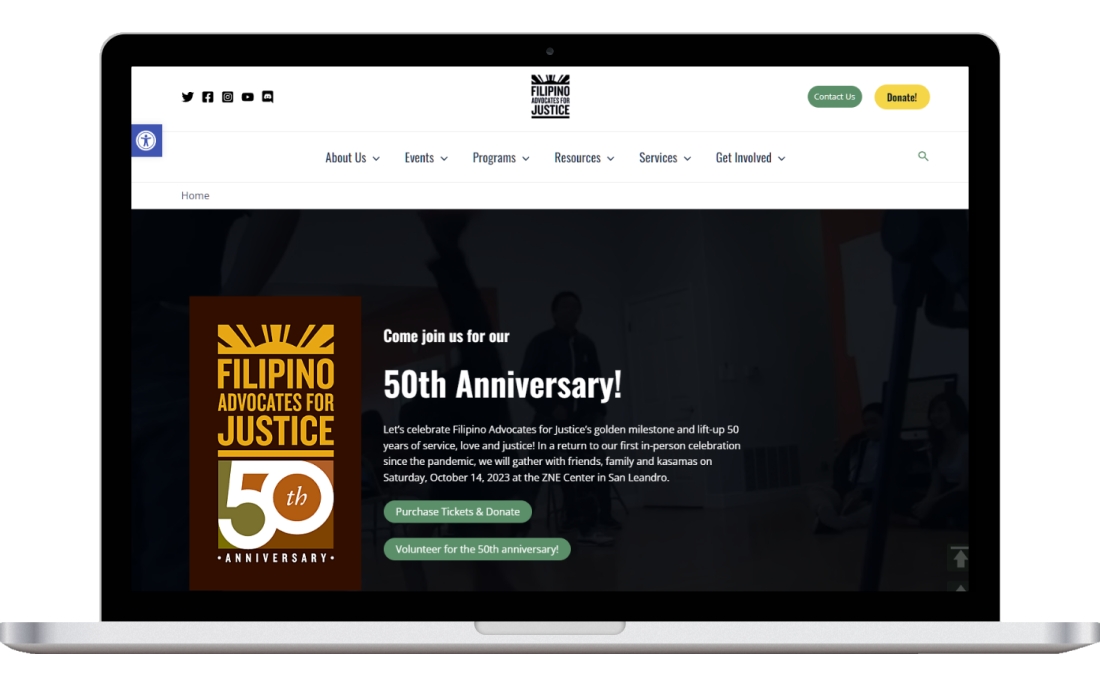 FILIPINO
ADVOCATES FOR
JUSTICE
Contact Us
Donate!
About Us
Events
Programs
Resources
Services
Get Involved
Home
FILIPINO
ADVOCATES FOR
JUSTICE
50th
•ANNIVERSARY•
Come join us for our
50th Anniversary!
Let's celebrate Filipino Advocates for Justice's golden milestone and lift-up 50
years of service, love and justice! In a return to our first in-person celebration
since the pandemic, we will gather with friends, family and kasamas on
Saturday, October 14, 2023 at the ZNE Center in San Leandro.
Purchase Tickets & Donate
Volunteer for the 50th anniversary!